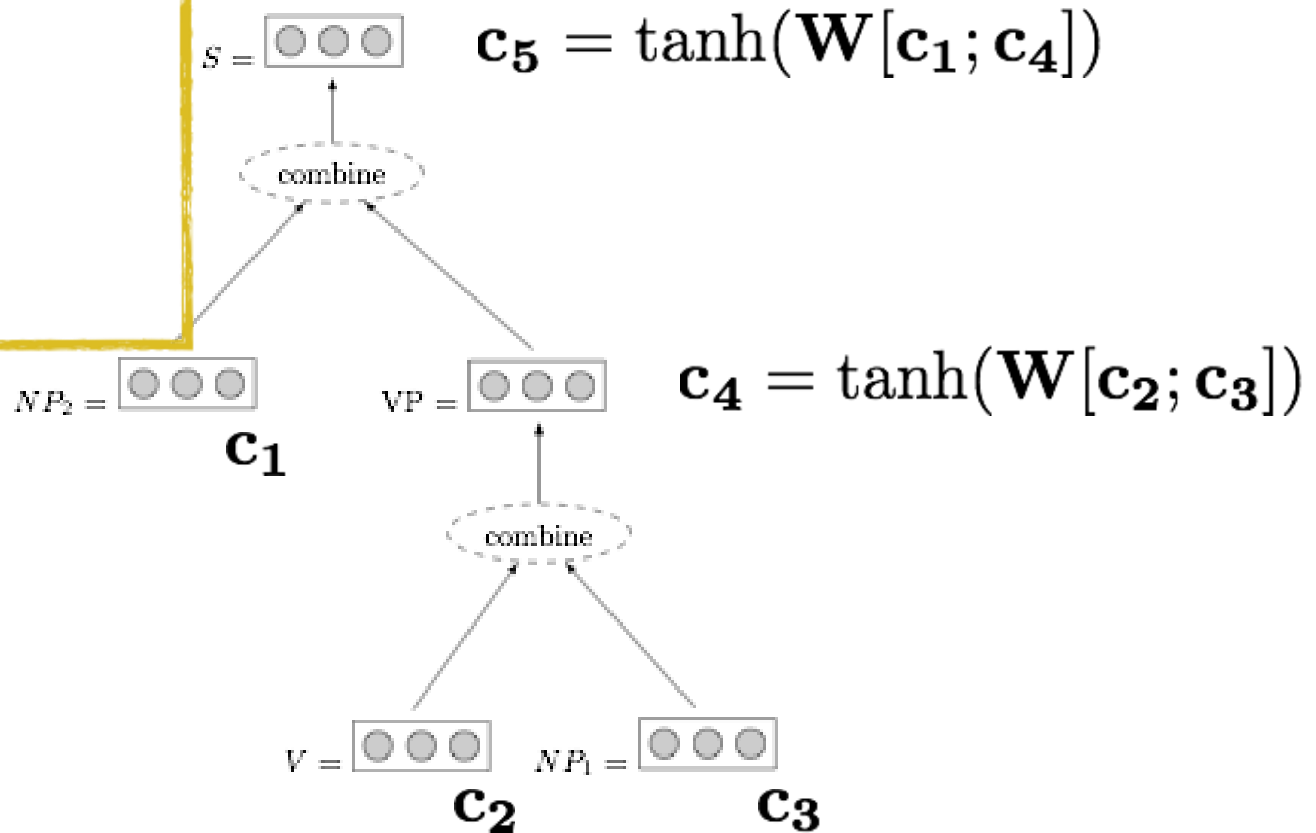 S =
c₅ = tanh(W[c₁; c₄])
combine
NP₂ =
VP =
c₄ = tanh(W[c₂; c₃])
c₁
combine
V =
NP₁ =
c₂
c₃